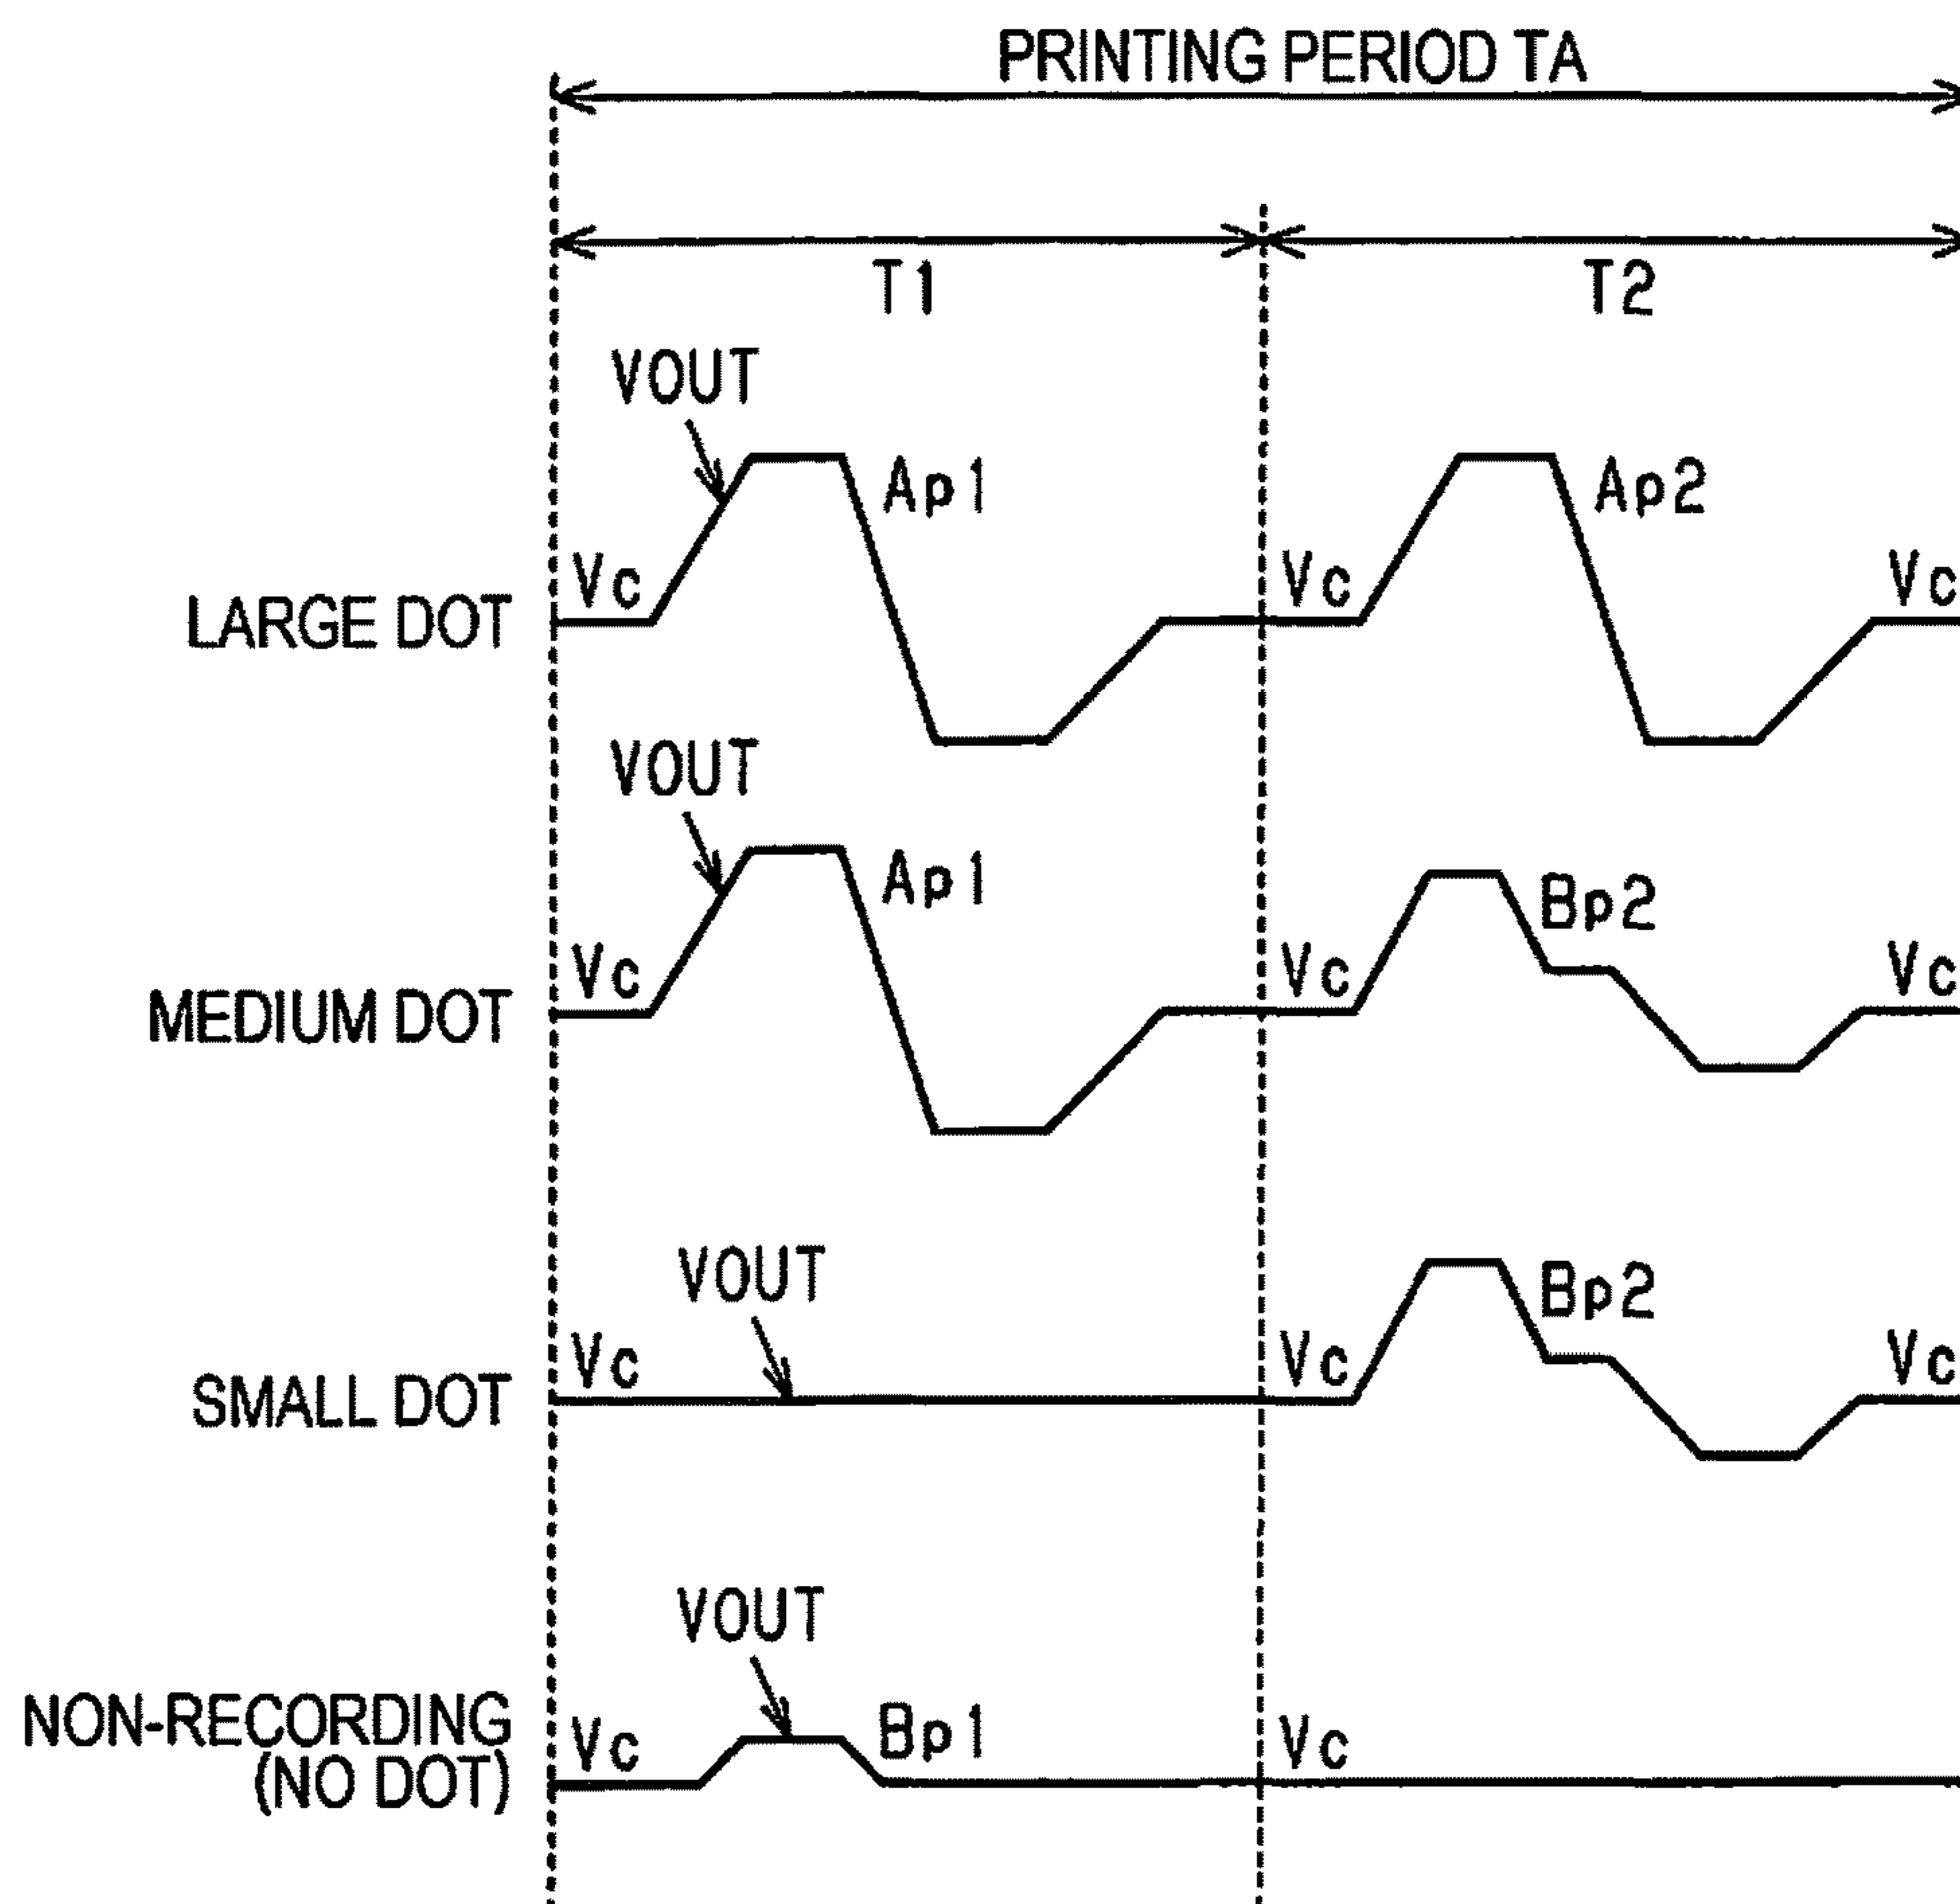 PRINTING PERIOD TA
T1 T2
VOUT
Ap1 Ap2
Vc Vc Vc
LARGE DOT
VOUT
Ap1 Bp2
Vc Vc Vc
MEDIUM DOT
VOUT Bp2
Vc Vc Vc
SMALL DOT
VOUT
NON-RECORDING
(NO DOT)
Vc Bp1 Vc